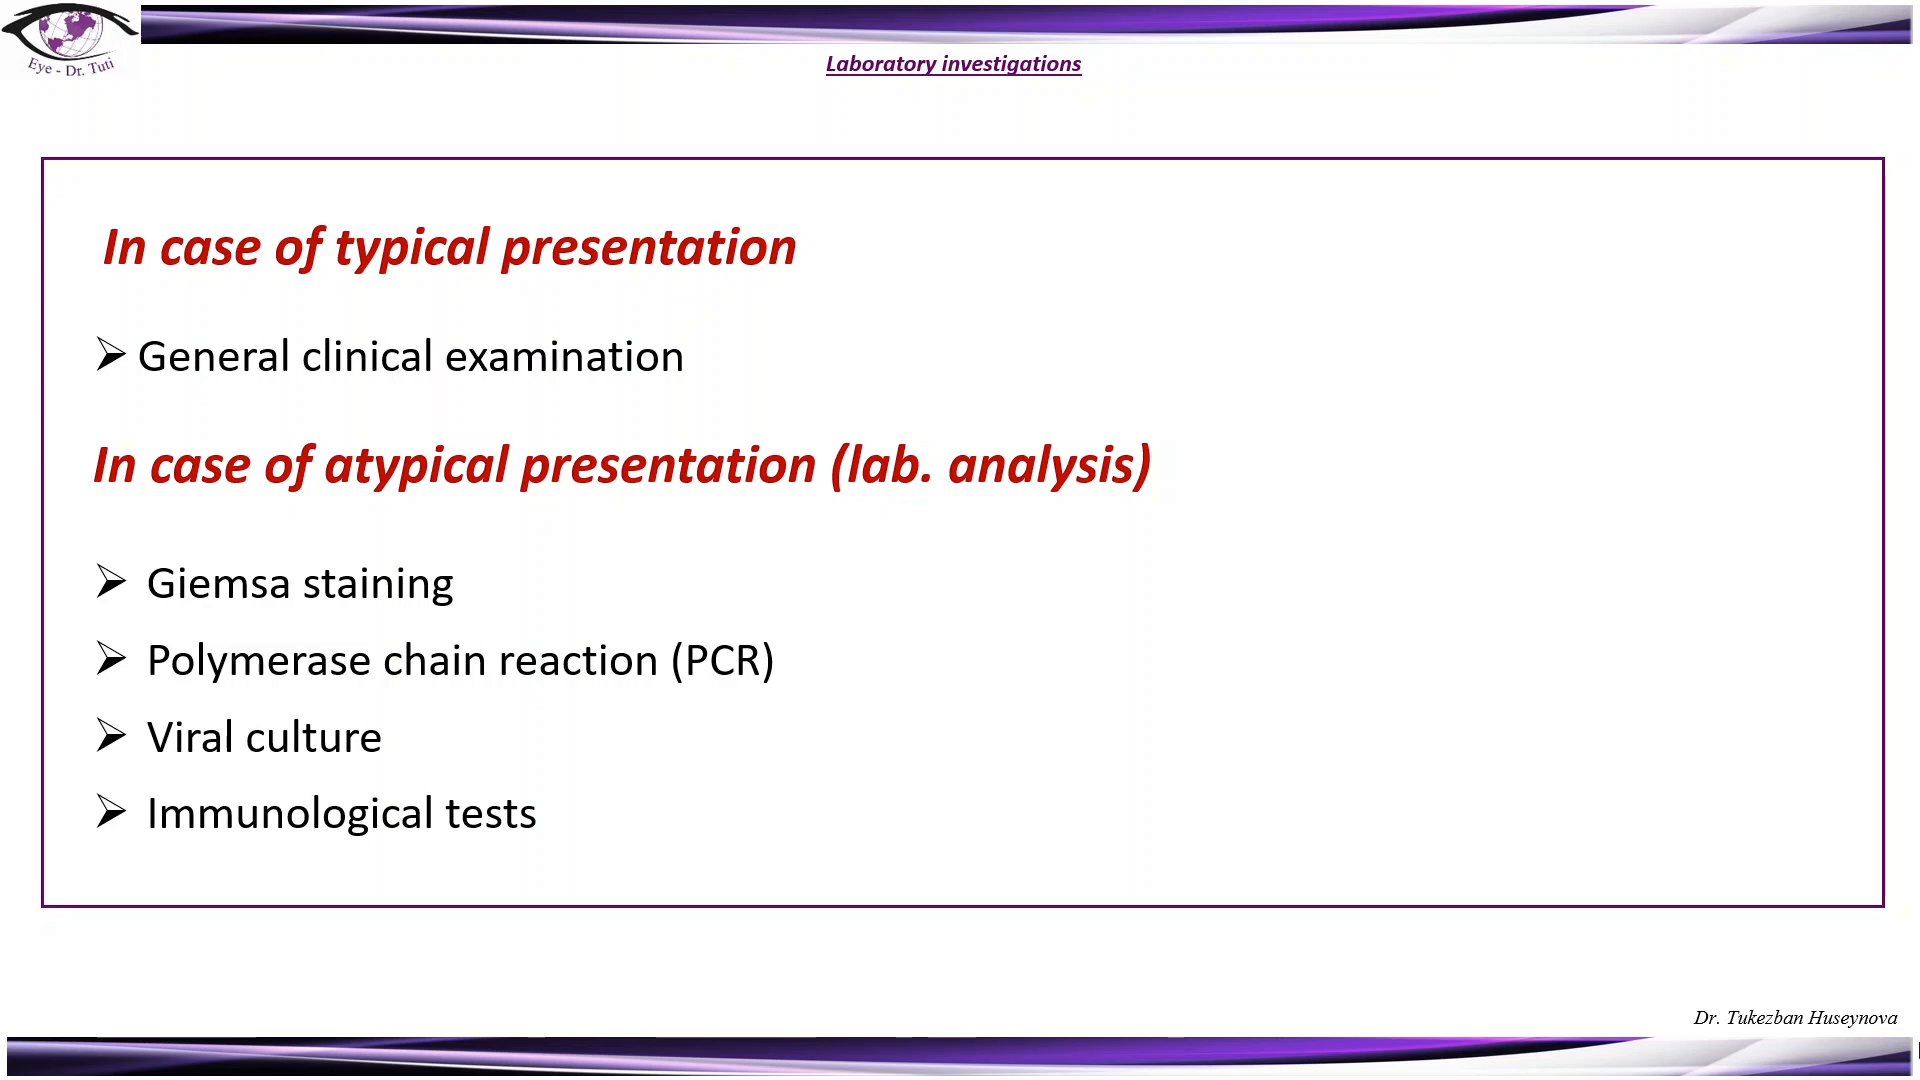 Eye - Dr. Tuti
Laboratory investigations
In case of typical presentation
General clinical examination
In case of atypical presentation (lab. analysis)
Giemsa staining
Polymerase chain reaction (PCR)
Viral culture
Immunological tests
Dr. Tukezban Huseynova